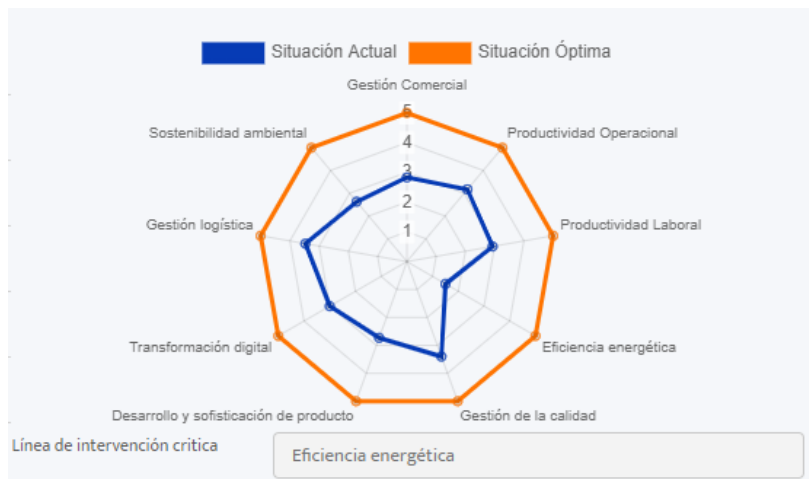 Situación Actual Situación Óptima
Gestión Comercial
5
Sostenibilidad ambiental Productividad Operacional
4
3
2
Gestión logística Productividad Laboral
1
Transformación digital Eficiencia energética
Desarrollo y sofisticación de producto Gestión de la calidad
Línea de intervención critica Eficiencia energética